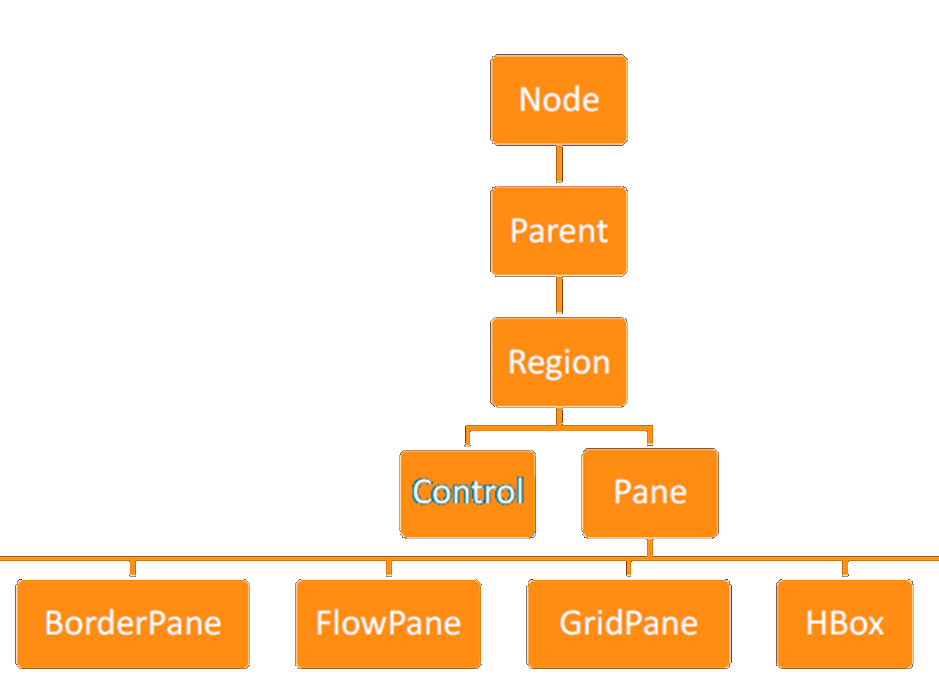 Node
Parent
Region
Control
Pane
BorderPane
FlowPane
GridPane
HBox